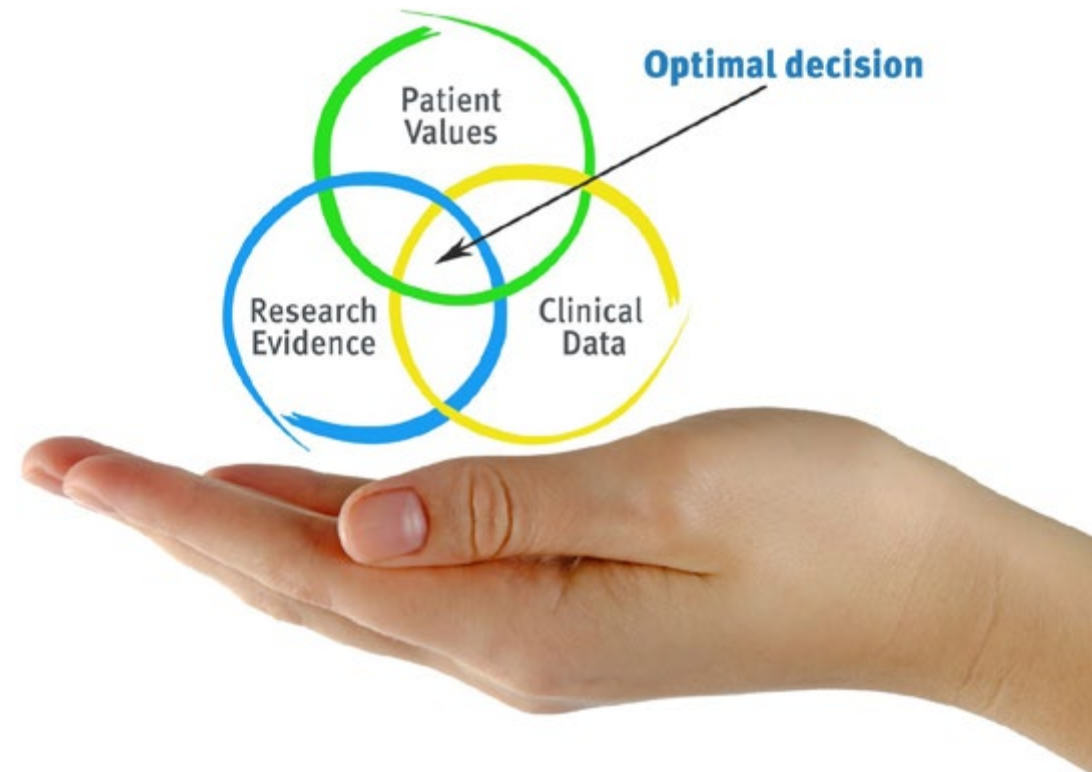 Optimal decision
Patient
Values
Research
Evidence
Clinical
Data